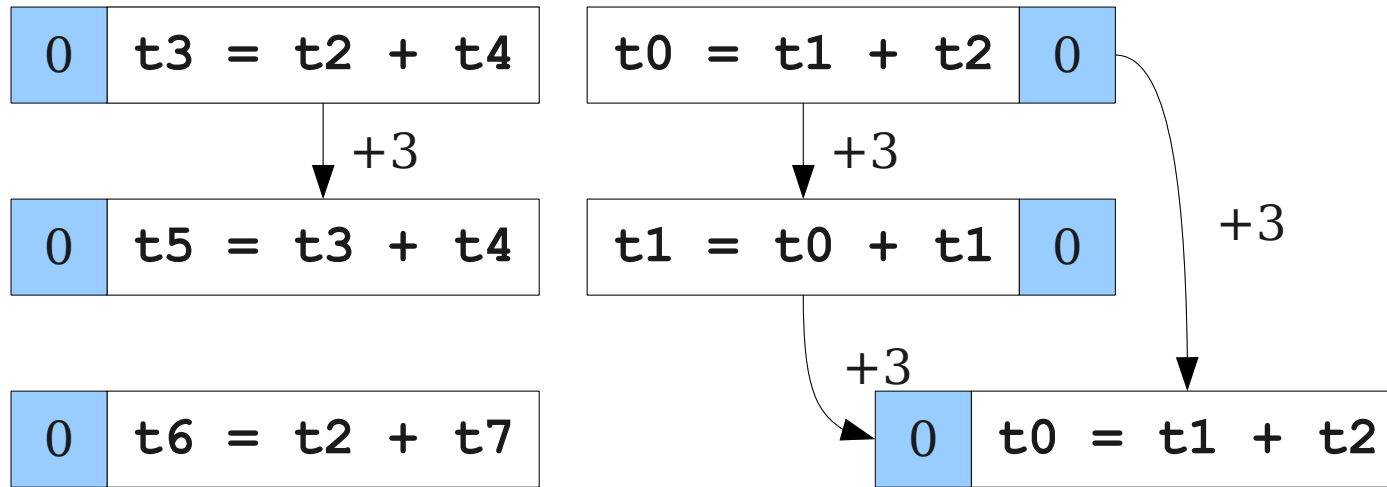 0 t3 = t2 + t4
t0 = t1 + t2 0
+3
+3
+3
0 t5 = t3 + t4
t1 = t0 + t1 0
+3
0 t6 = t2 + t7
0 t0 = t1 + t2